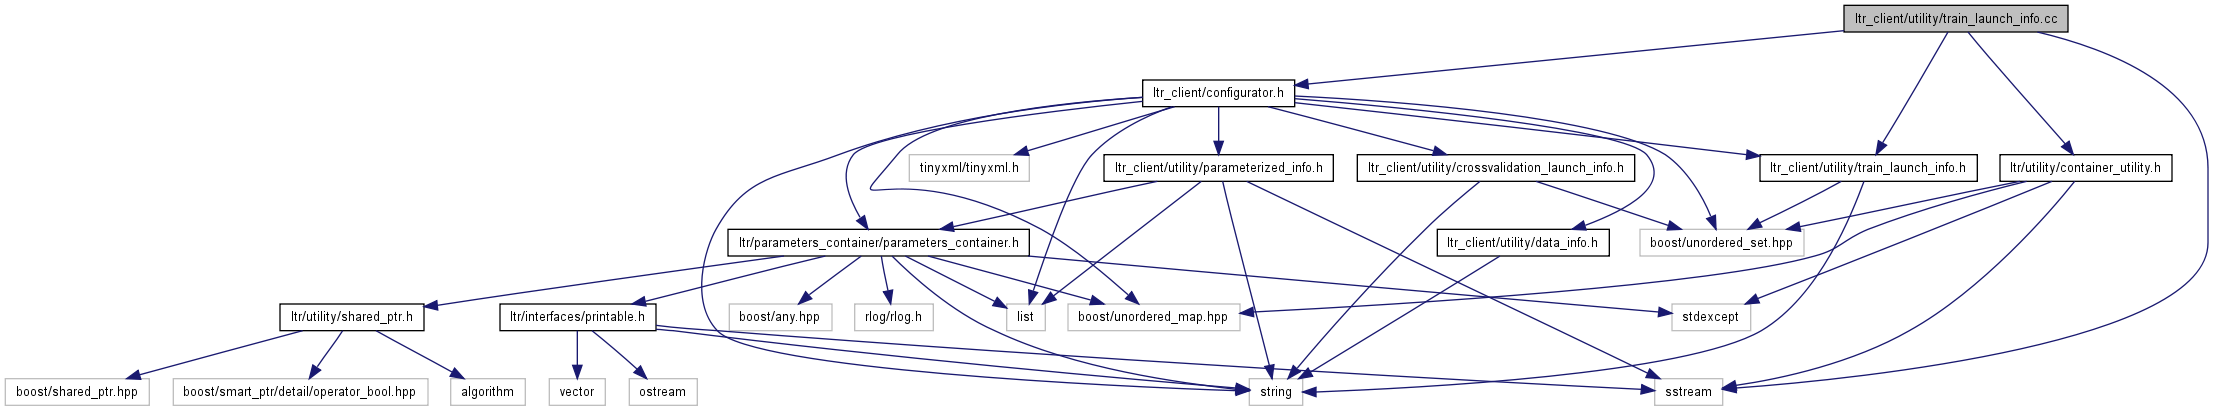 ltr_client/utility/train_launch_info.cc
ltr_client/configurator.h
tinyxml/tinyxml.h
ltr_client/utility/parameterized_info.h
ltr_client/utility/crossvalidation_launch_info.h
ltr_client/utility/train_launch_info.h
ltr/utility/container_utility.h
ltr/parameters_container/parameters_container.h
ltr_client/utility/data_info.h
boost/unordered_set.hpp
ltr/utility/shared_ptr.h
ltr/interfaces/printable.h
boost/any.hpp
rlog/rlog.h
list
boost/unordered_map.hpp
stdexcept
boost/shared_ptr.hpp
boost/smart_ptr/detail/operator_bool.hpp
algorithm
vector
ostream
string
sstream